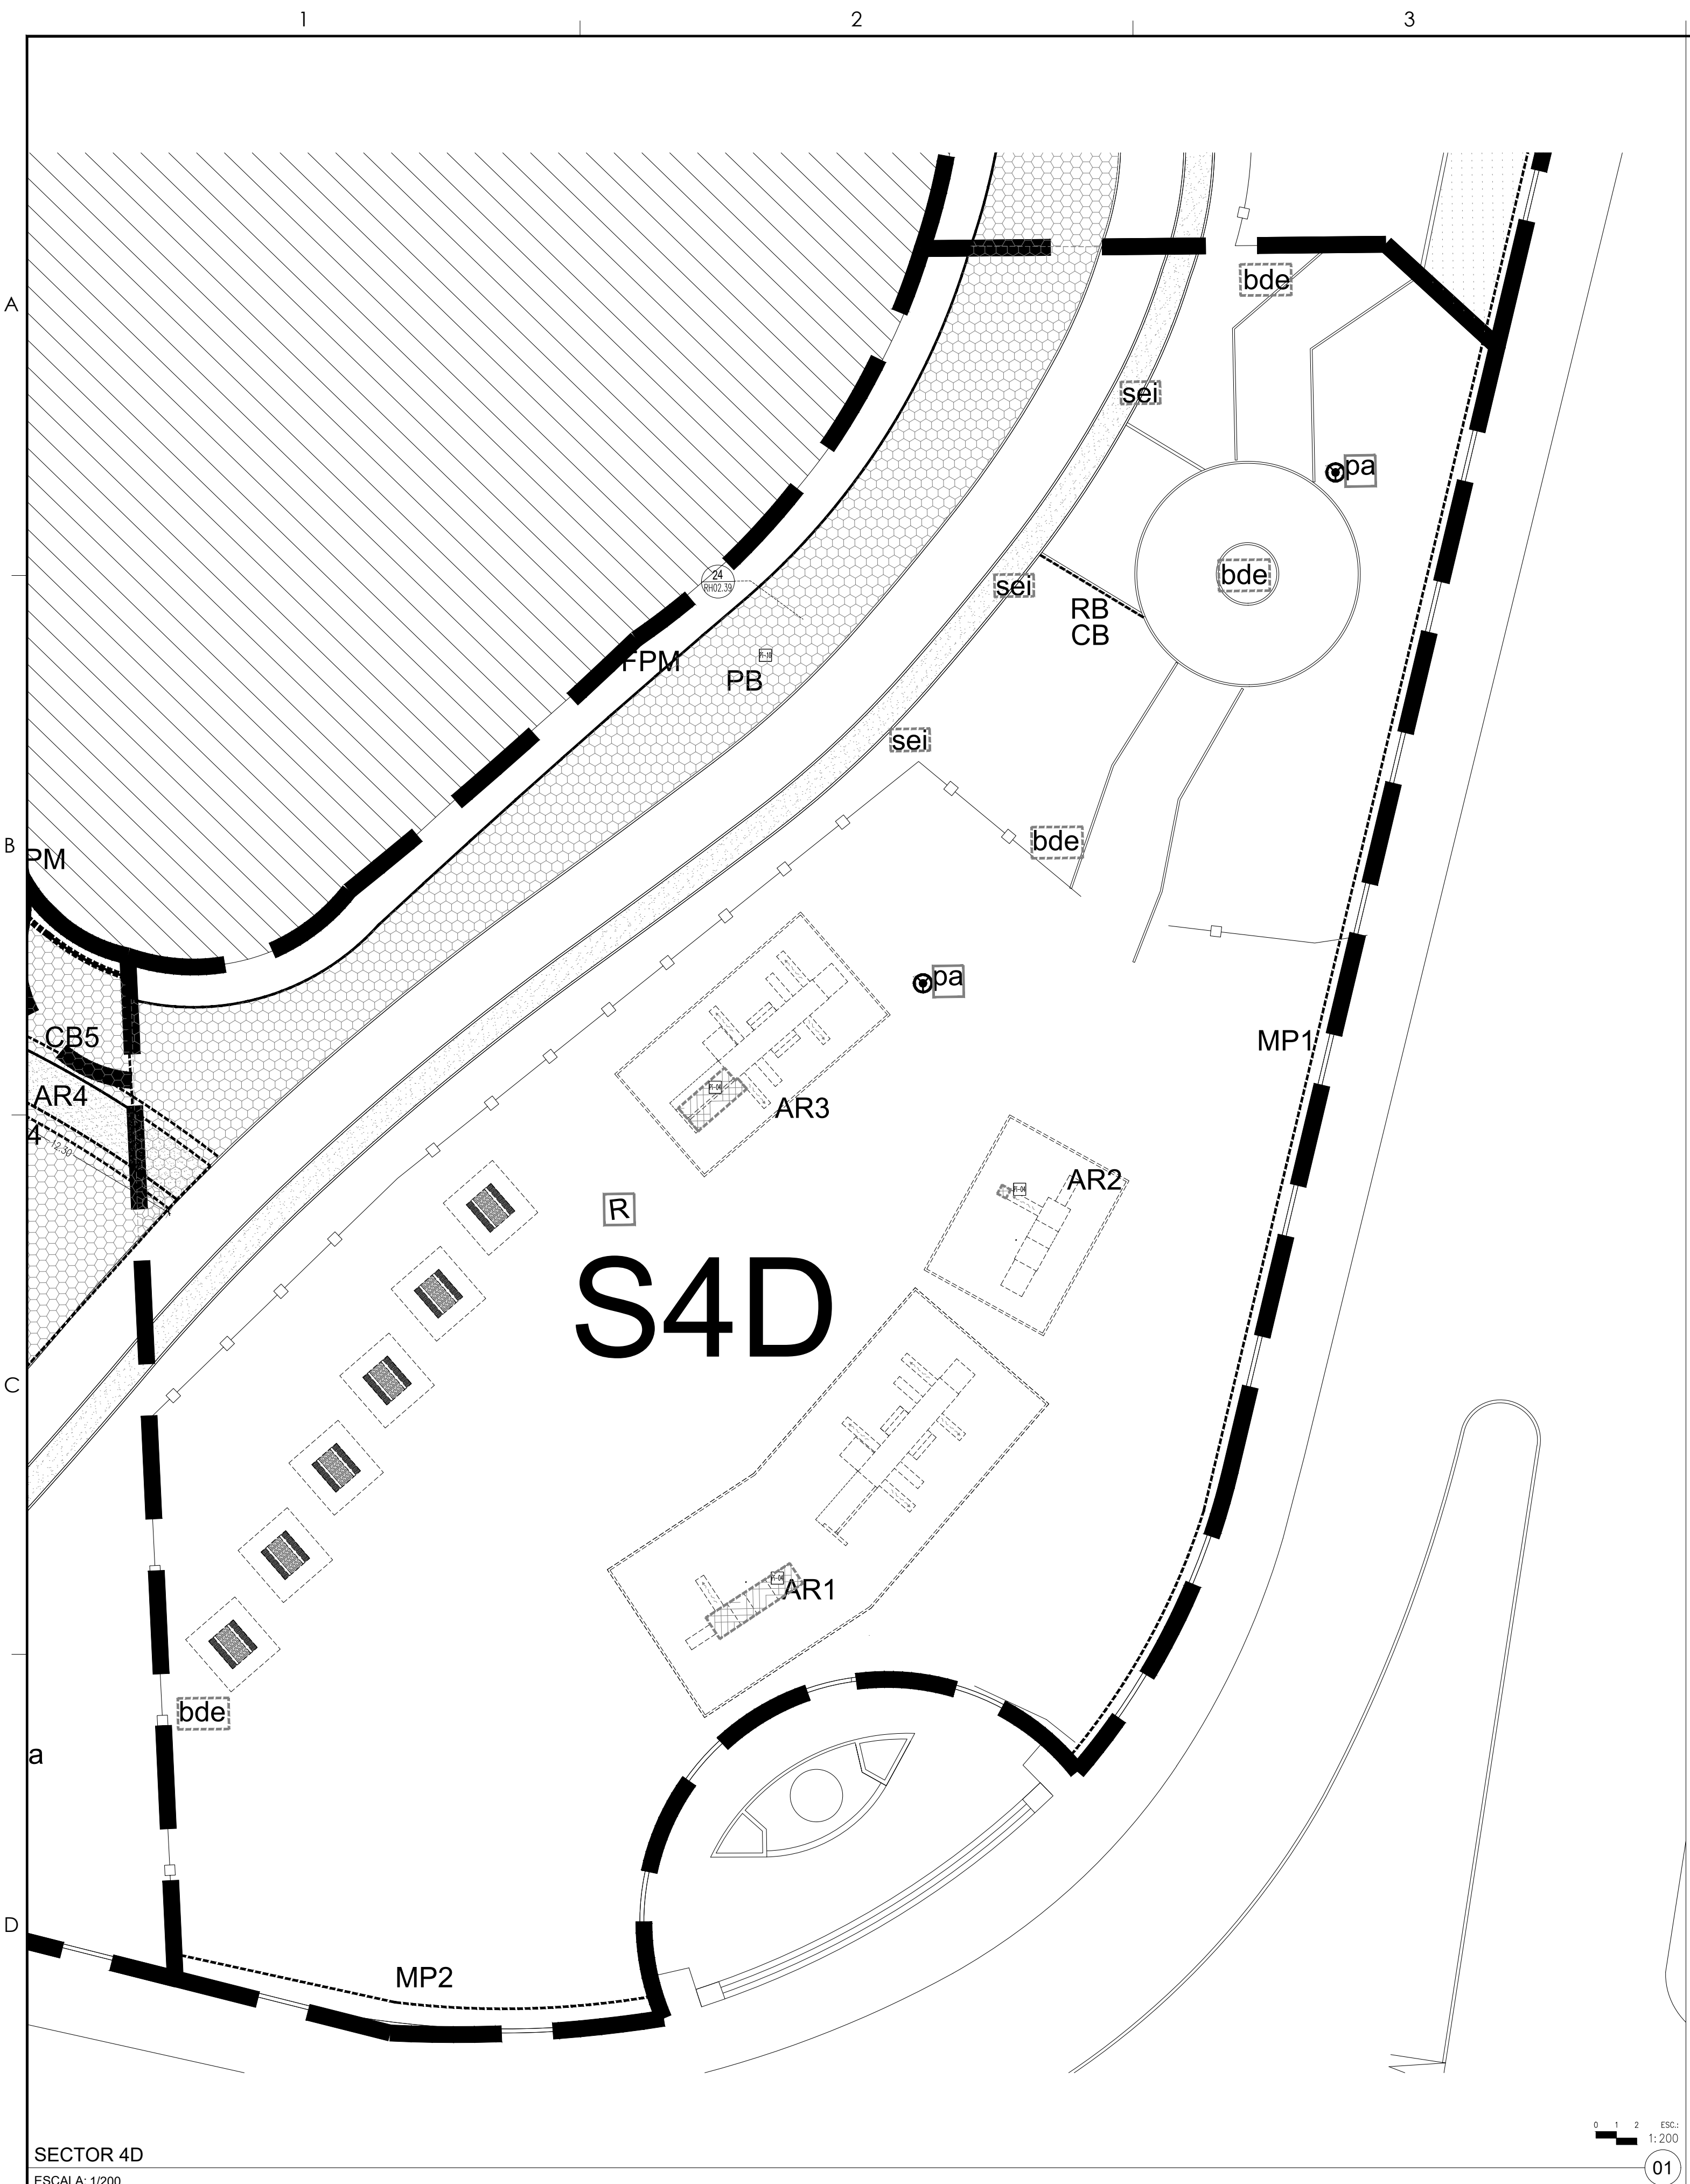 1
2
3
A
bde
sei
pa
24
RH02.39
bde
sei
RB
CB
FPM
PB
sei
bde
B
PM
pa
MP1
CB5
AR4
AR3
4
12.30
AR2
R
S4D
C
AR1
bde
a
D
MP2
0 1 2 ESC.:
1:200
SECTOR 4D
01
ESCALA: 1/200